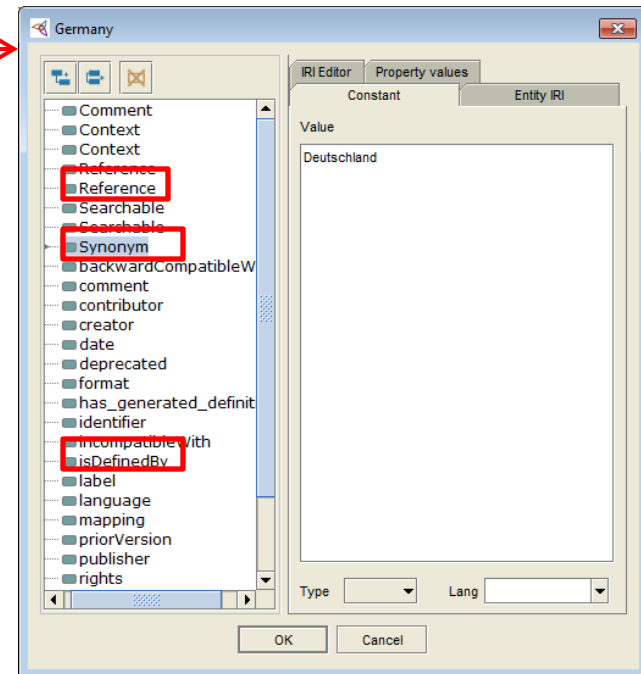 Germany
Comment
Context
Context
Reference
Reference
Searchable
Searchable
Synonym
backwardCompatibleW
comment
contributor
creator
date
deprecated
format
has_generated_definit
identifier
incompatibleWith
isDefinedBy
label
language
mapping
priorVersion
publisher
rights
IRI Editor Property values
Constant Entity IRI
Value
Deutschland
Type Lang
OK Cancel